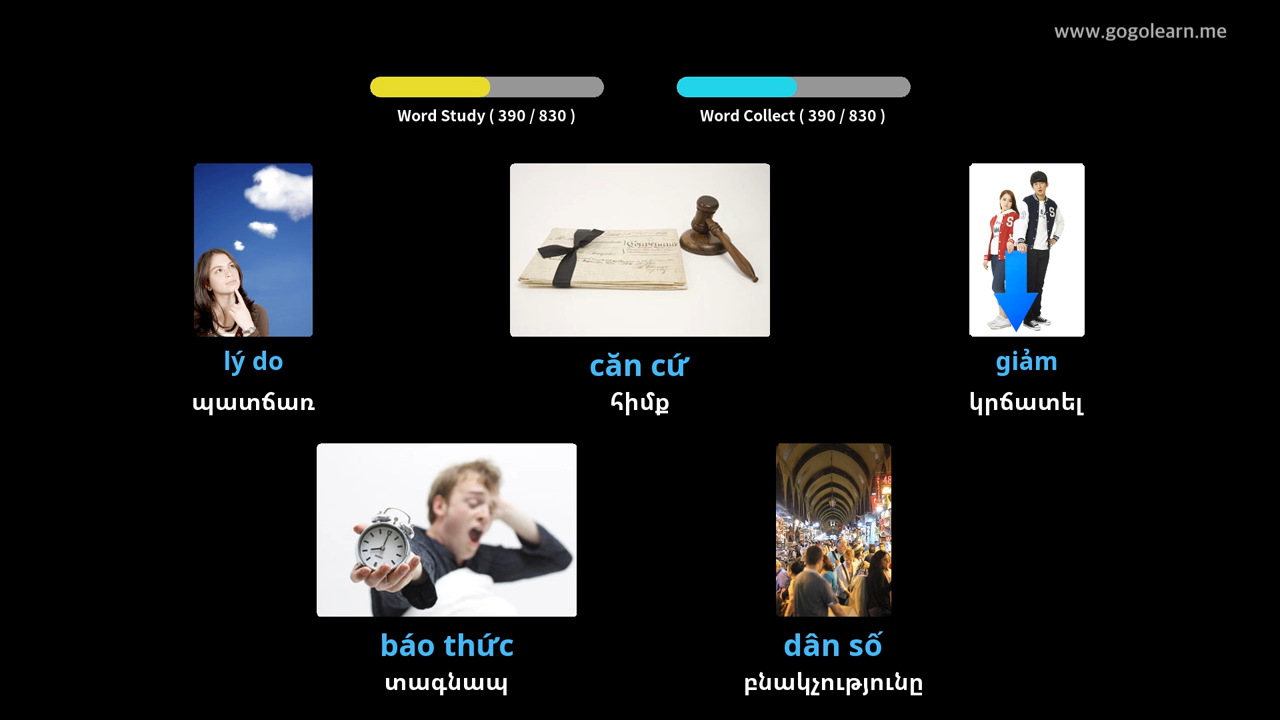 www.gogolearn.me
Word Study ( 390 / 830 )
Word Collect ( 390 / 830 )
lý do
պատճառ
căn cứ
հիմք
giảm
կրճատել
báo thức
տագնապ
dân số
բնակչությունը